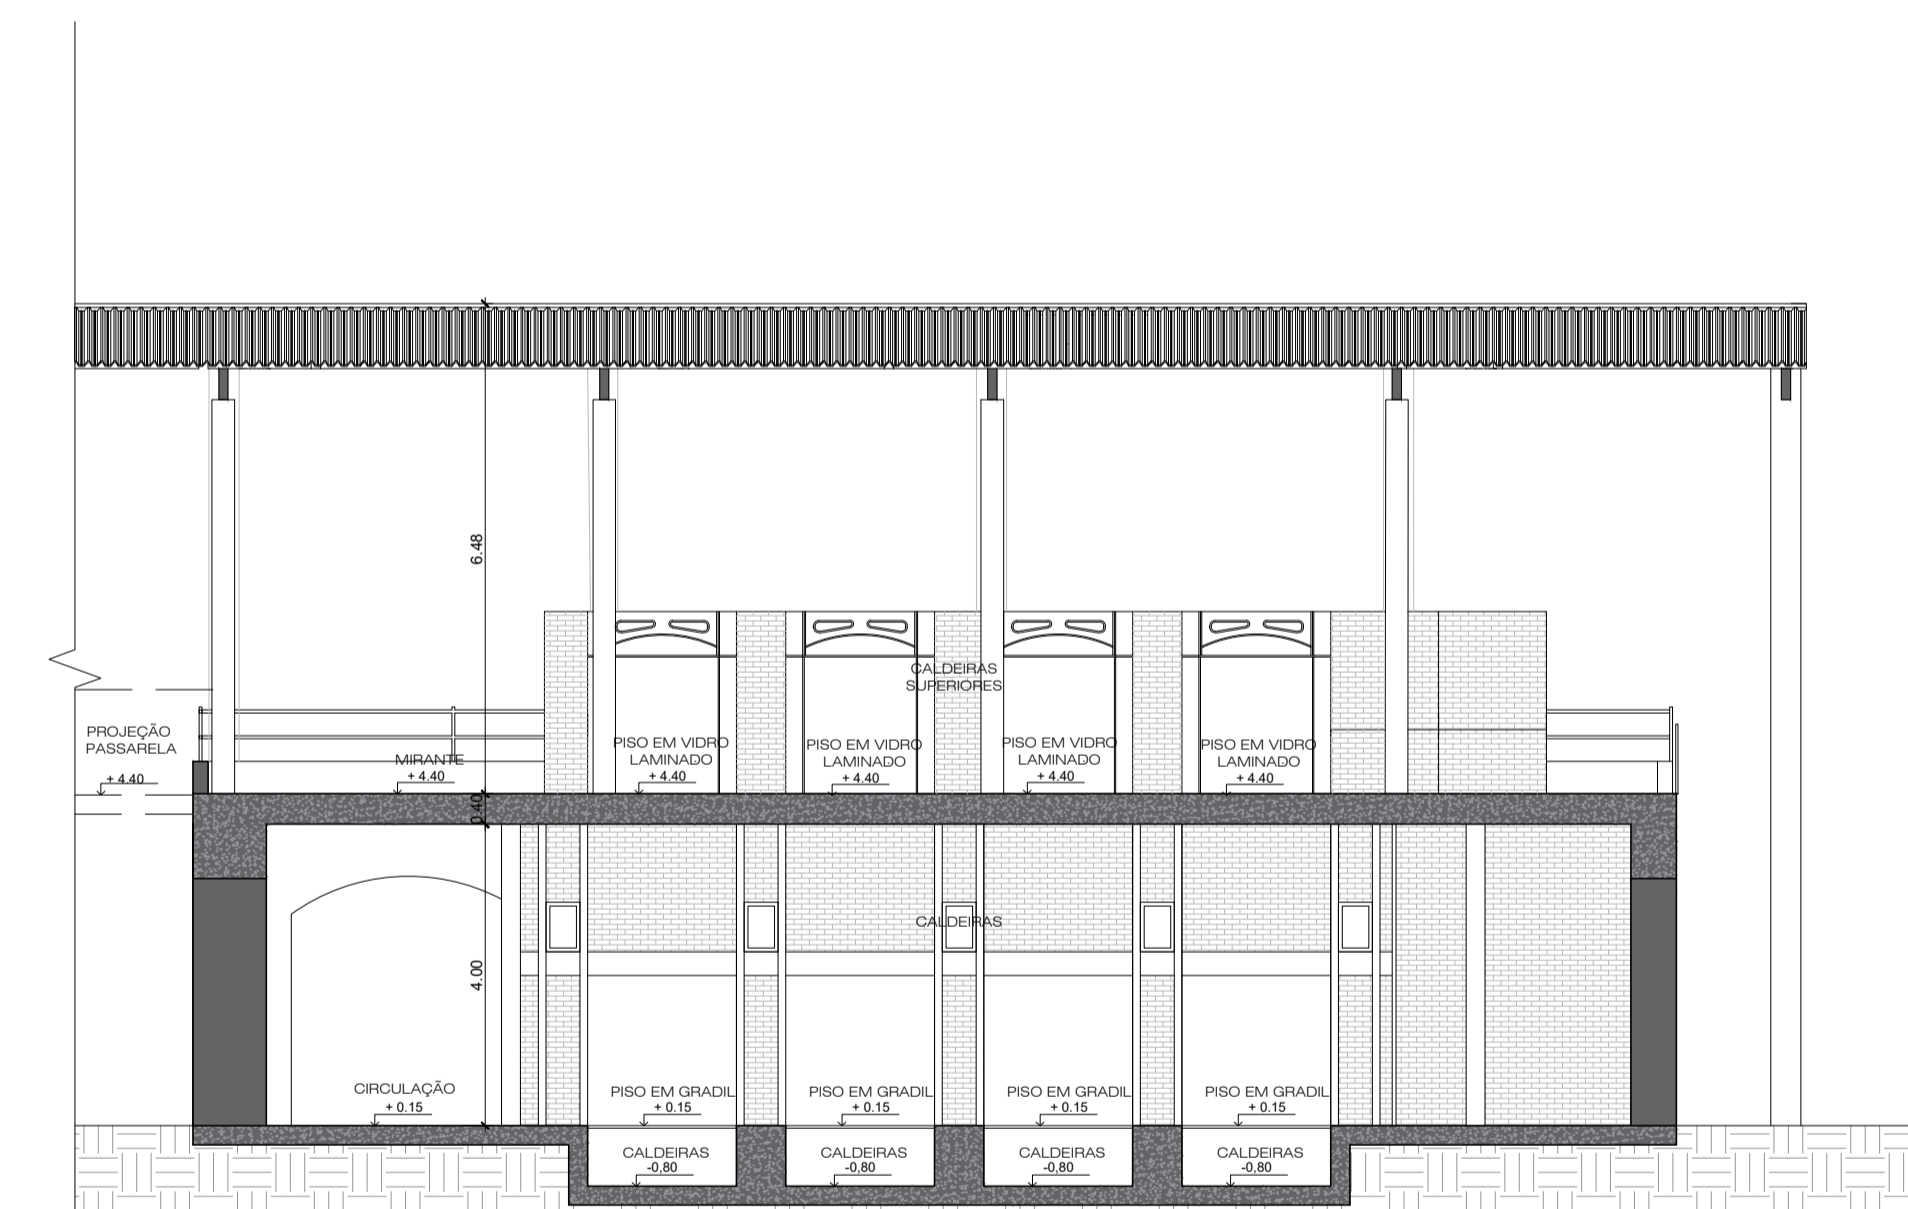 6.48
CALDEIRAS
SUPERIORES
PROJEÇÃO
PASSARELA
+ 4.40
MIRANTE
+ 4.40
PISO EM VIDRO
LAMINADO
+ 4.40
PISO EM VIDRO
LAMINADO
+ 4.40
PISO EM VIDRO
LAMINADO
+ 4.40
PISO EM VIDRO
LAMINADO
+ 4.40
0.40
CALDEIRAS
4.00
CIRCULAÇÃO
+ 0.15
PISO EM GRADIL
+ 0.15
PISO EM GRADIL
+ 0.15
PISO EM GRADIL
+ 0.15
PISO EM GRADIL
+ 0.15
CALDEIRAS
-0,80
CALDEIRAS
-0,80
CALDEIRAS
-0,80
CALDEIRAS
-0,80